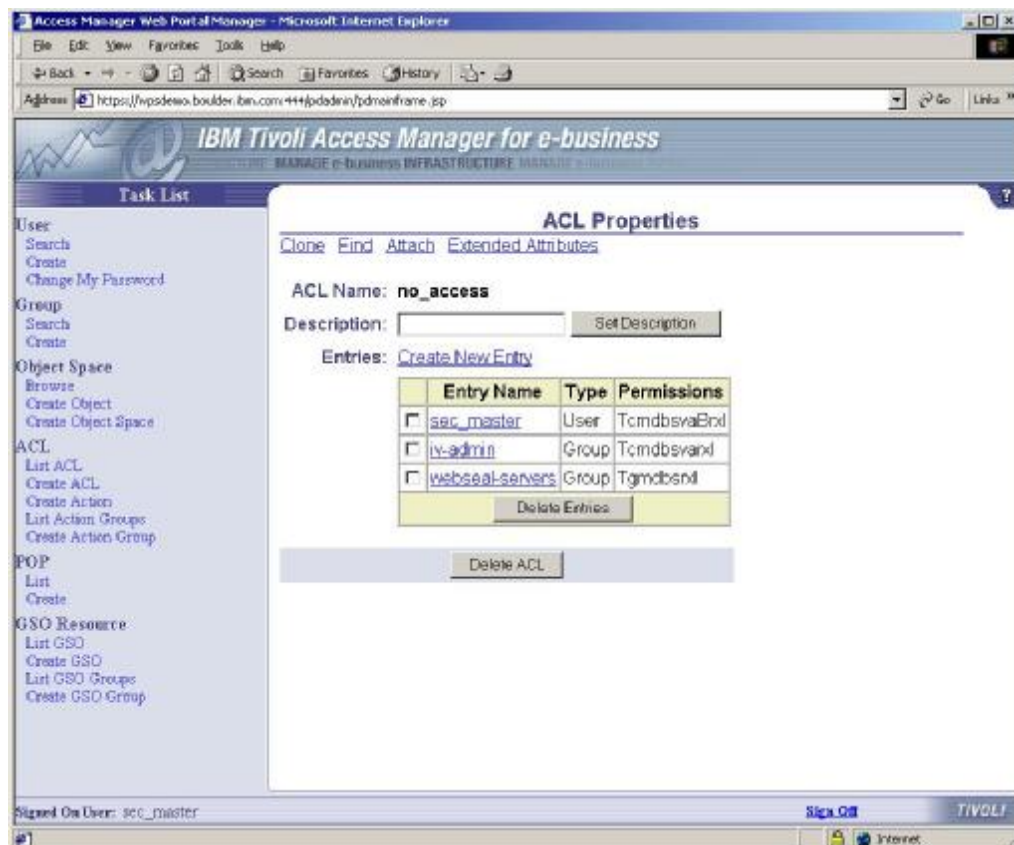 Access Manager Web Portal Manager - Microsoft Internet Explorer
File Edit View Favorites Tools Help
Back Search Favorites History
Address https://wpsdemo.boulder.ibm.com:444/pdadmin/pdmainframe.jsp Go Links
IBM Tivoli Access Manager for e-business
MANAGE e-business INFRASTRUCTURE
Task List
?
User
Search
Create
Change My Password
Group
Search
Create
Object Space
Browse
Create Object
Create Object Space
ACL
List ACL
Create ACL
Create Action
List Action Groups
Create Action Group
POP
List
Create
GSO Resource
List GSO
Create GSO
List GSO Groups
Create GSO Group
ACL Properties
Clone Find Attach Extended Attributes
ACL Name: no_access
Description: Set Description
Entries: Create New Entry
Entry Name Type Permissions
sec_master User TcmdbsvaBrxl
iv-admin Group Tcmdbsvarxl
webseal-servers Group Tgmdbsrxl
Delete Entries
Delete ACL
Signed On User: sec_master Sign Off TIVOLI
Internet